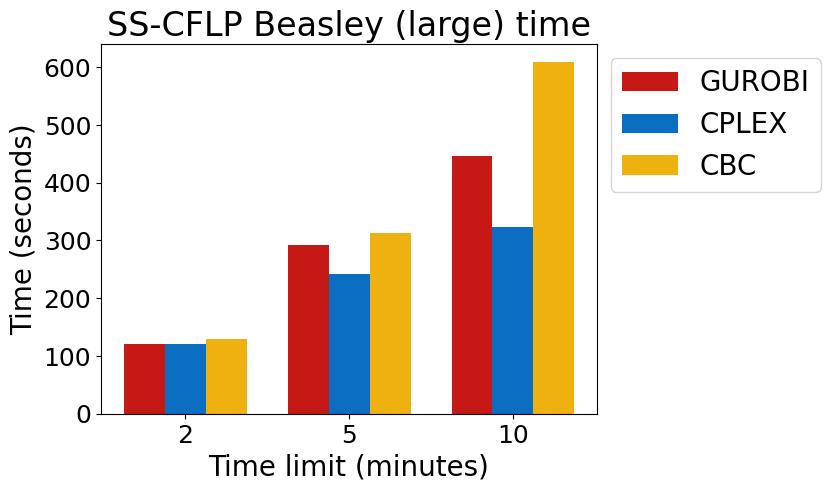 SS-CFLP Beasley (large) time
Time (seconds)
600
500
400
300
200
100
0
2
5
10
Time limit (minutes)
GUROBI
CPLEX
CBC